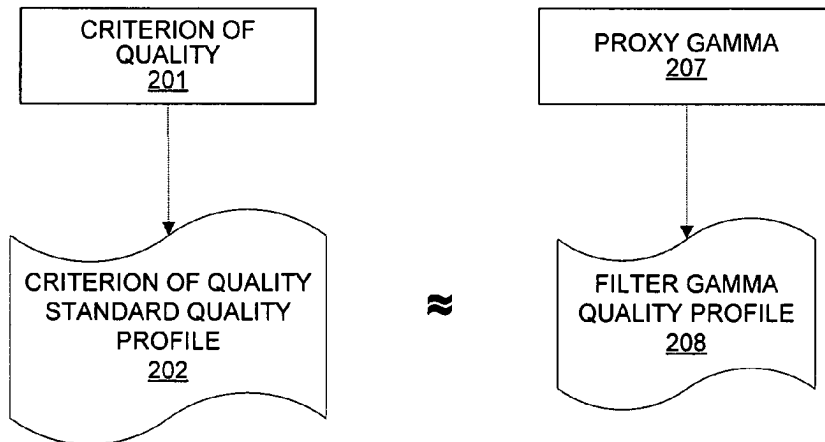 CRITERION OF
QUALITY
201
PROXY GAMMA
207
CRITERION OF QUALITY
STANDARD QUALITY
PROFILE
202
≈
FILTER GAMMA
QUALITY PROFILE
208